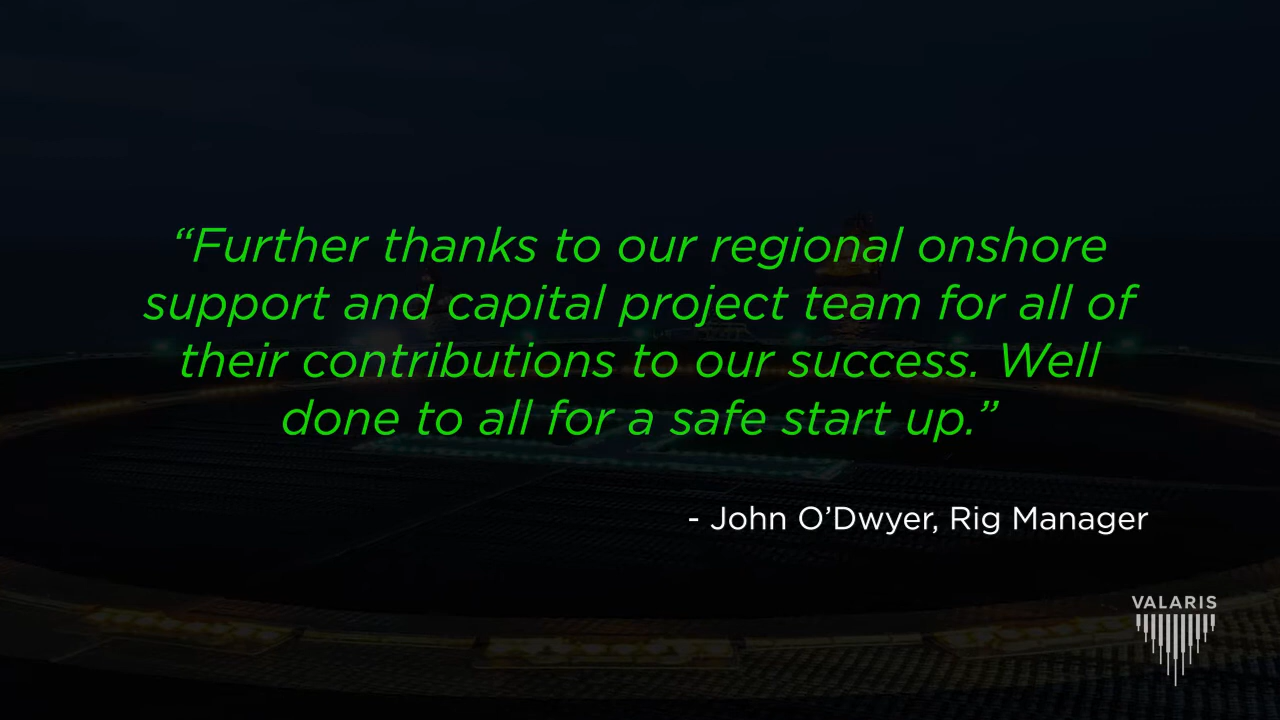 “Further thanks to our regional onshore
support and capital project team for all of
their contributions to our success. Well
done to all for a safe start up.”
- John O’Dwyer, Rig Manager
VALARIS